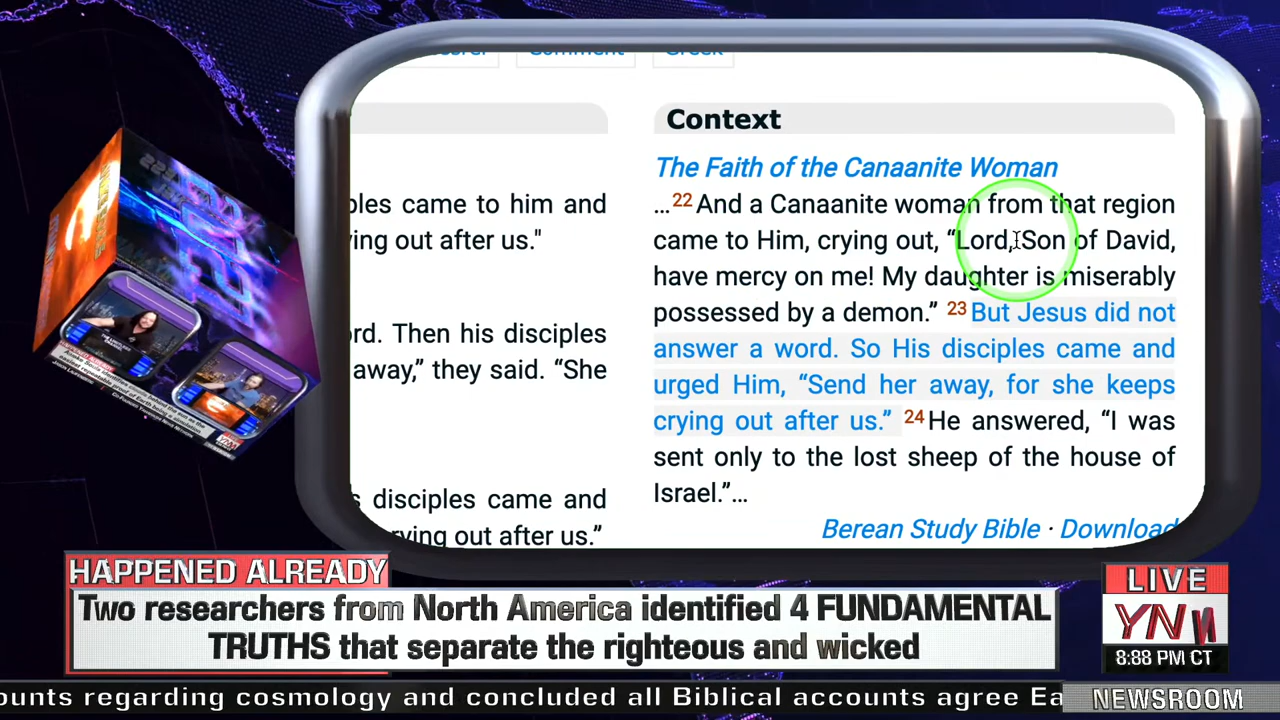 Comment
Greek
ples came to him and
ing out after us."
rd. Then his disciples
away,” they said. “She
disciples came and
rying out after us.”
Context
The Faith of the Canaanite Woman
...22 And a Canaanite woman from that region
came to Him, crying out, “Lord, Son of David,
have mercy on me! My daughter is miserably
possessed by a demon.” 23 But Jesus did not
answer a word. So His disciples came and
urged Him, “Send her away, for she keeps
crying out after us.” 24 He answered, “I was
sent only to the lost sheep of the house of
Israel.”...
Berean Study Bible · Download
HAPPENED ALREADY
Two researchers from North America identified 4 FUNDAMENTAL
TRUTHS that separate the righteous and wicked
LIVE
YNN
8:88 PM CT
ounts regarding cosmology and concluded all Biblical accounts agree Ea
NEWSROOM